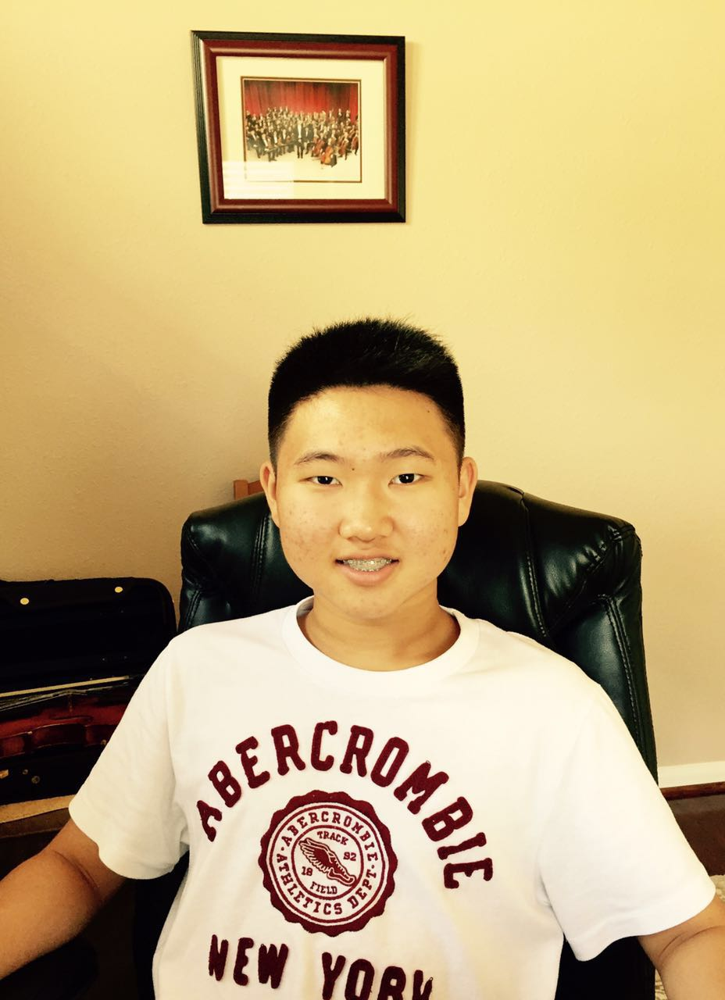 ABERCROMBIE
ABERCROMBIE
TRACK
18 92
FIELD
ATHLETICS DEPT.
NEW YORK